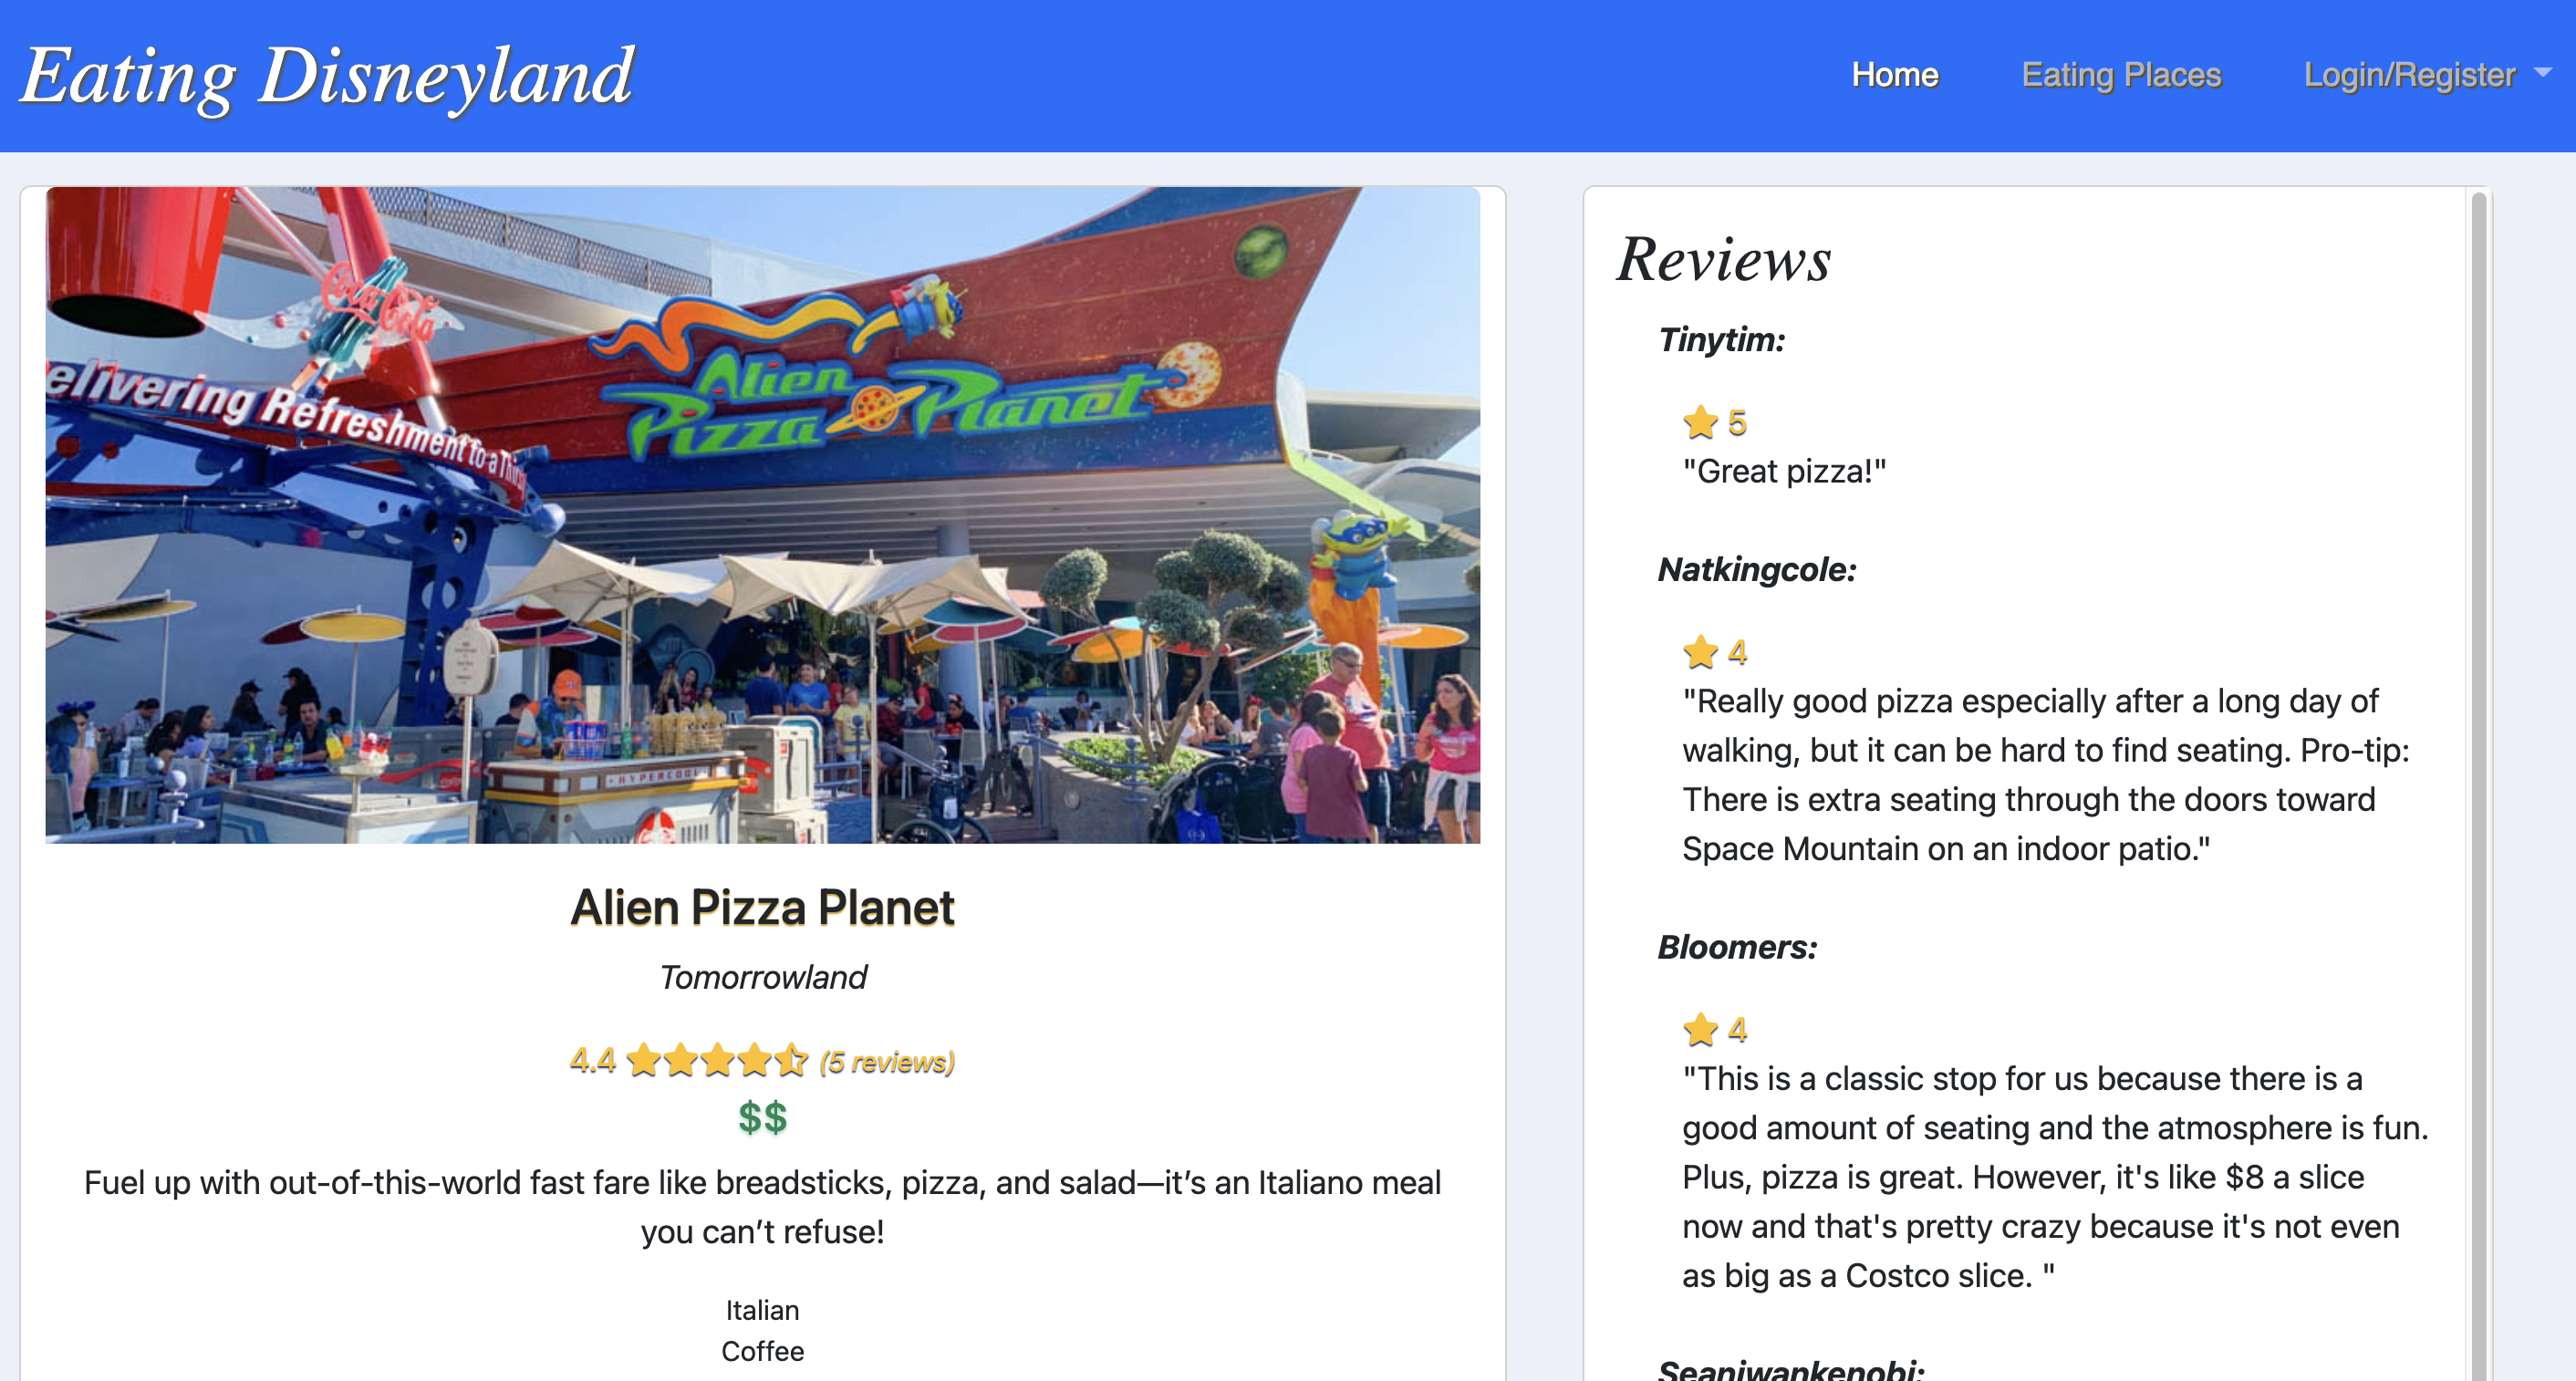 Eating Disneyland
Home
Eating Places
Login/Register
Coca-Cola
elivering Refreshment to a Thir
Alien
Pizza Planet
HYPERCOOL
Alien Pizza Planet
Tomorrowland
4.4 (5 reviews)
$$
Fuel up with out-of-this-world fast fare like breadsticks, pizza, and salad—it’s an Italiano meal
you can’t refuse!
Italian
Coffee
Reviews
Tinytim:
5
"Great pizza!"
Natkingcole:
4
"Really good pizza especially after a long day of
walking, but it can be hard to find seating. Pro-tip:
There is extra seating through the doors toward
Space Mountain on an indoor patio."
Bloomers:
4
"This is a classic stop for us because there is a
good amount of seating and the atmosphere is fun.
Plus, pizza is great. However, it's like $8 a slice
now and that's pretty crazy because it's not even
as big as a Costco slice. "
Seaniwankenobi: